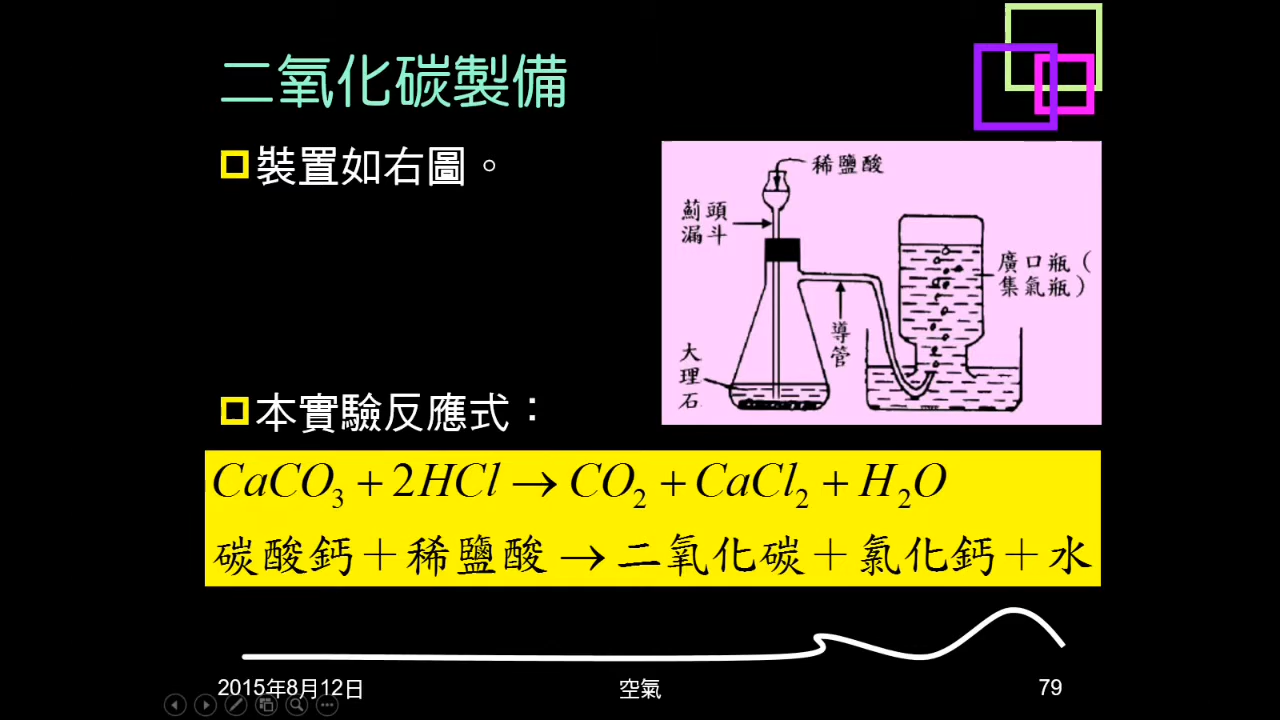 二氧化碳製備
裝置如右圖。
稀鹽酸
薊頭
漏斗
廣口瓶（
集氣瓶）
導管
大理石
本實驗反應式：
CaCO₃ + 2HCl → CO₂ + CaCl₂ + H₂O
碳酸鈣＋稀鹽酸→二氧化碳＋氯化鈣＋水
2015年8月12日
空氣
79